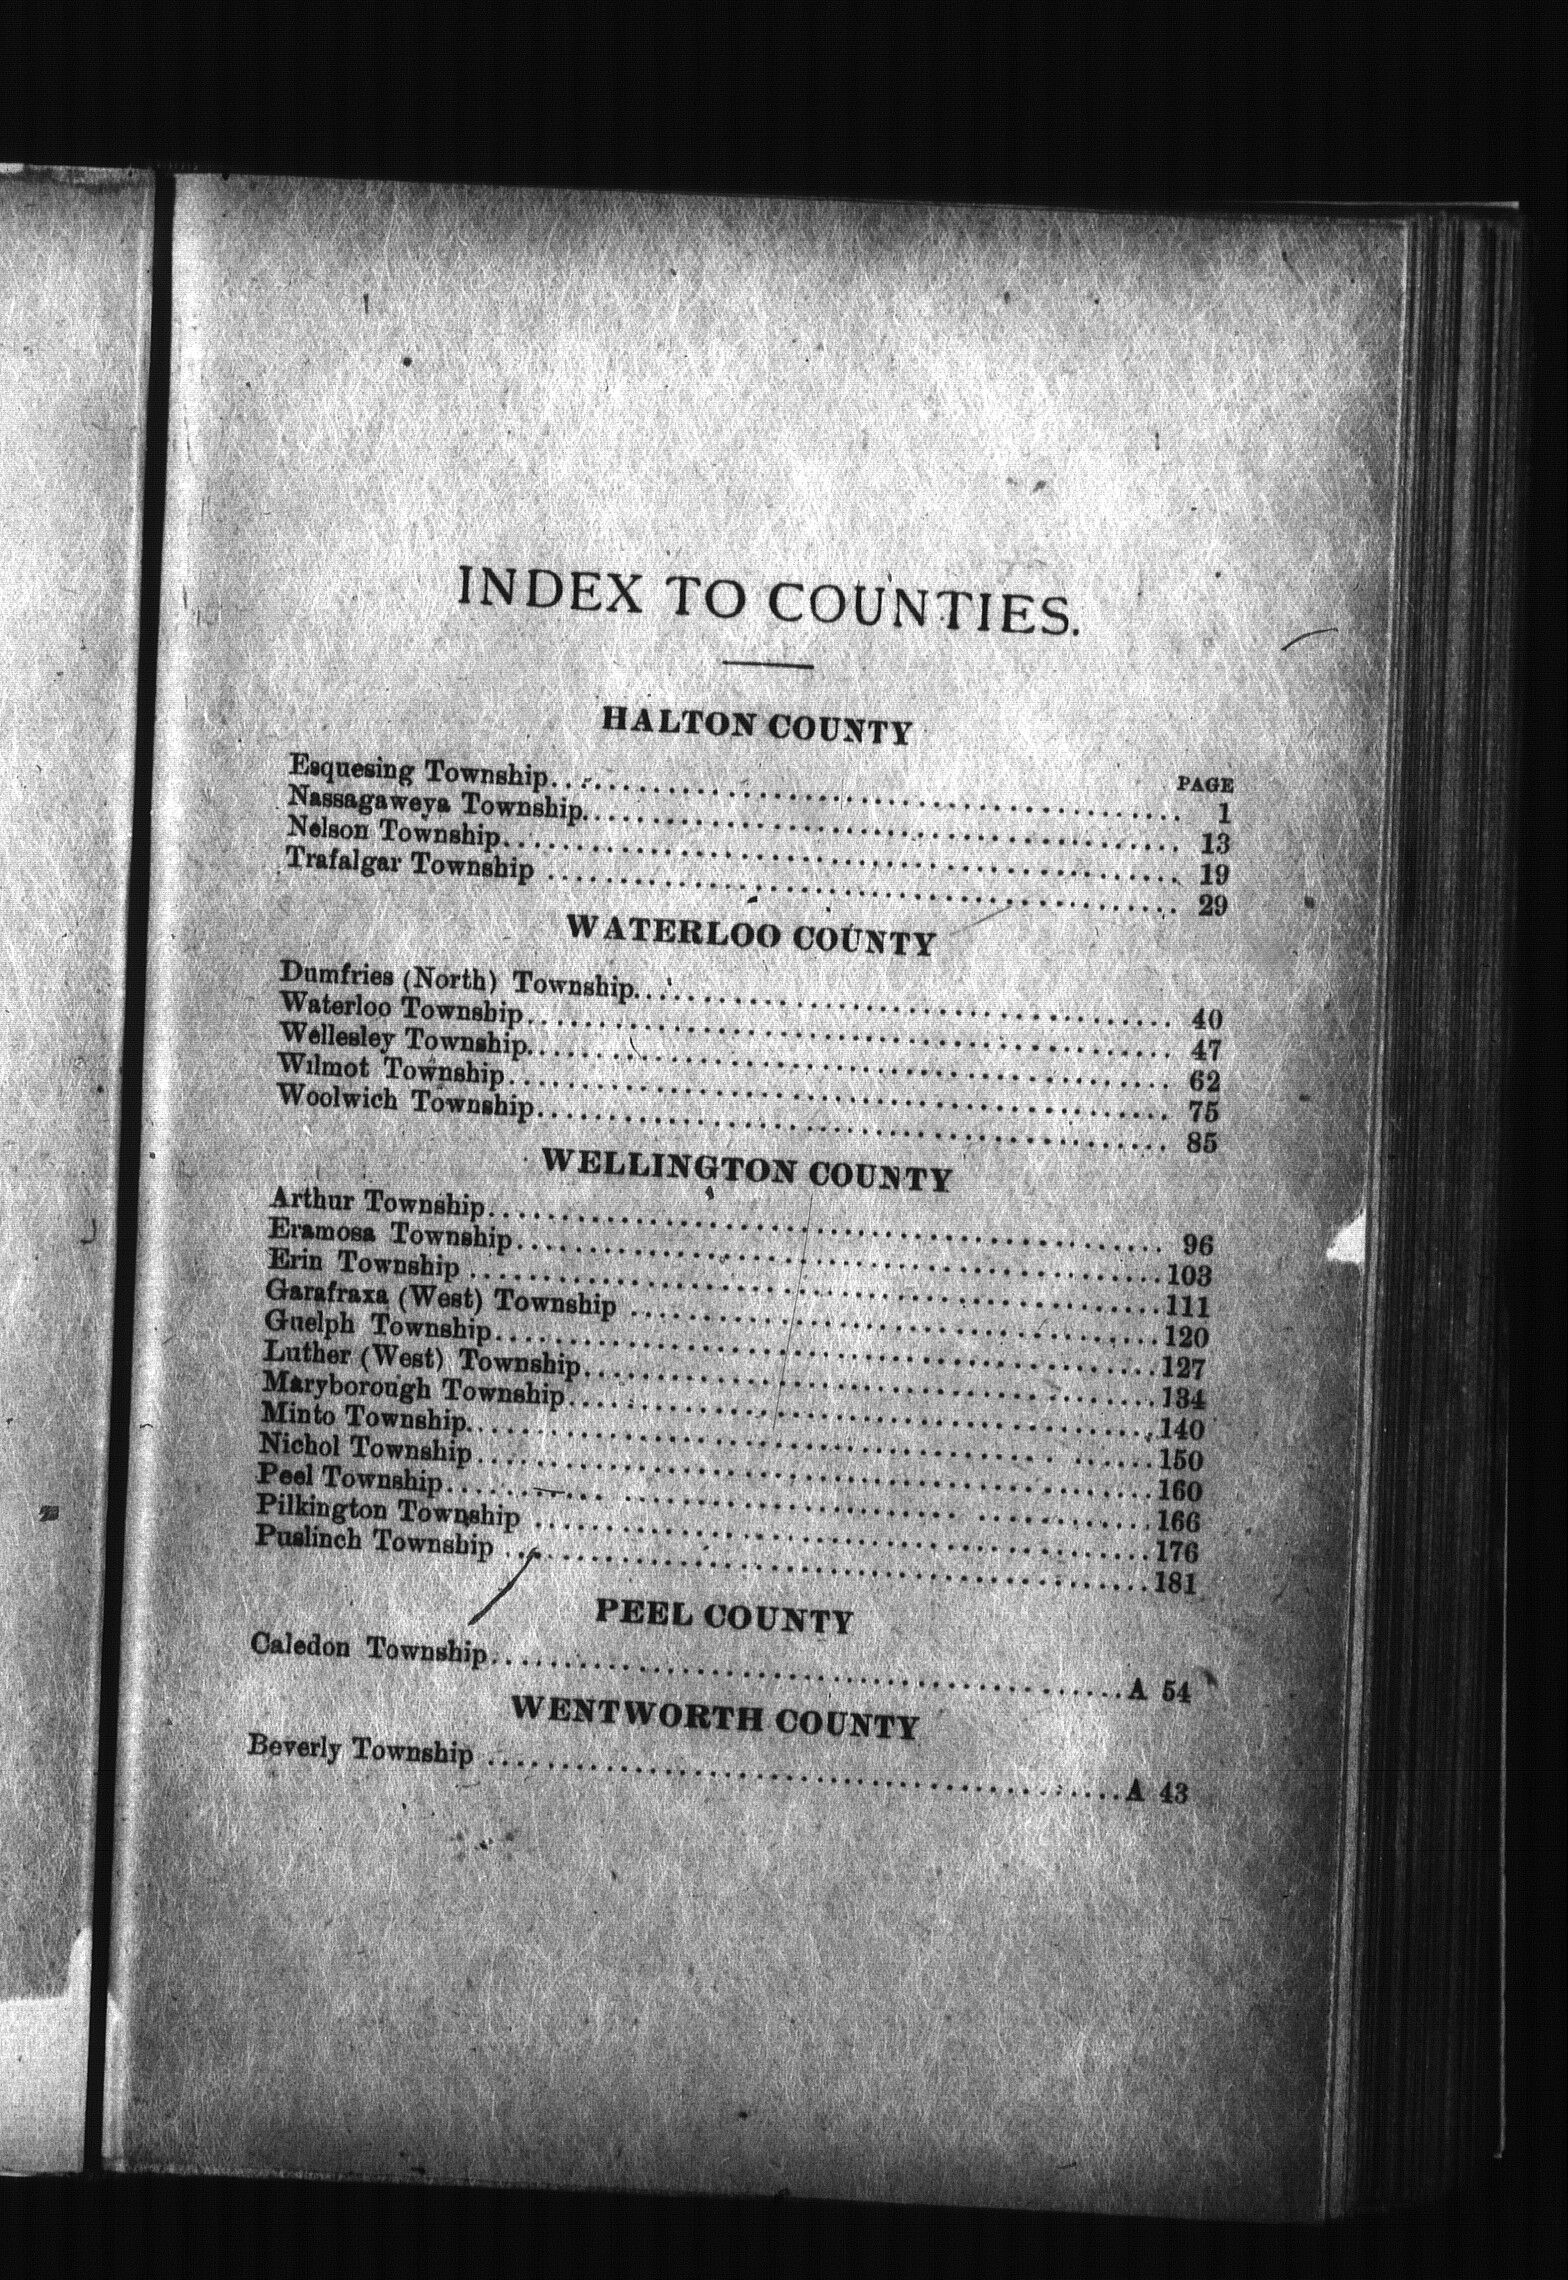 INDEX TO COUNTIES.
HALTON COUNTY
PAGE
Esquesing Township 1
Nassagaweya Township 13
Nelson Township 19
Trafalgar Township 29
WATERLOO COUNTY
Dumfries (North) Township 40
Waterloo Township 47
Wellesley Township 62
Wilmot Township 75
Woolwich Township 85
WELLINGTON COUNTY
Arthur Township 96
Eramosa Township 103
Erin Township 111
Garafraxa (West) Township 120
Guelph Township 127
Luther (West) Township 134
Maryborough Township 140
Minto Township 150
Nichol Township 160
Peel Township 166
Pilkington Township 176
Puslinch Township 181
PEEL COUNTY
Caledon Township A 54
WENTWORTH COUNTY
Beverly Township A 43